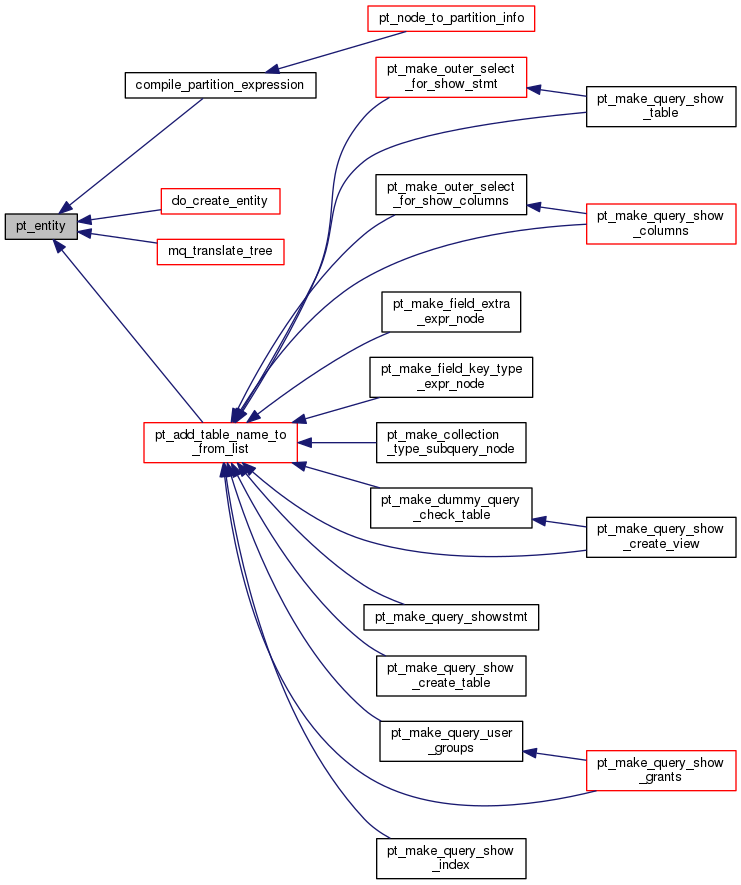 pt_node_to_partition_info
compile_partition_expression
pt_make_outer_select
_for_show_stmt
pt_make_query_show
_table
do_create_entity
pt_make_outer_select
_for_show_columns
pt_entity
pt_make_query_show
_columns
mq_translate_tree
pt_make_field_extra
_expr_node
pt_make_field_key_type
_expr_node
pt_add_table_name_to
_from_list
pt_make_collection
_type_subquery_node
pt_make_dummy_query
_check_table
pt_make_query_show
_create_view
pt_make_query_showstmt
pt_make_query_show
_create_table
pt_make_query_user
_groups
pt_make_query_show
_grants
pt_make_query_show
_index